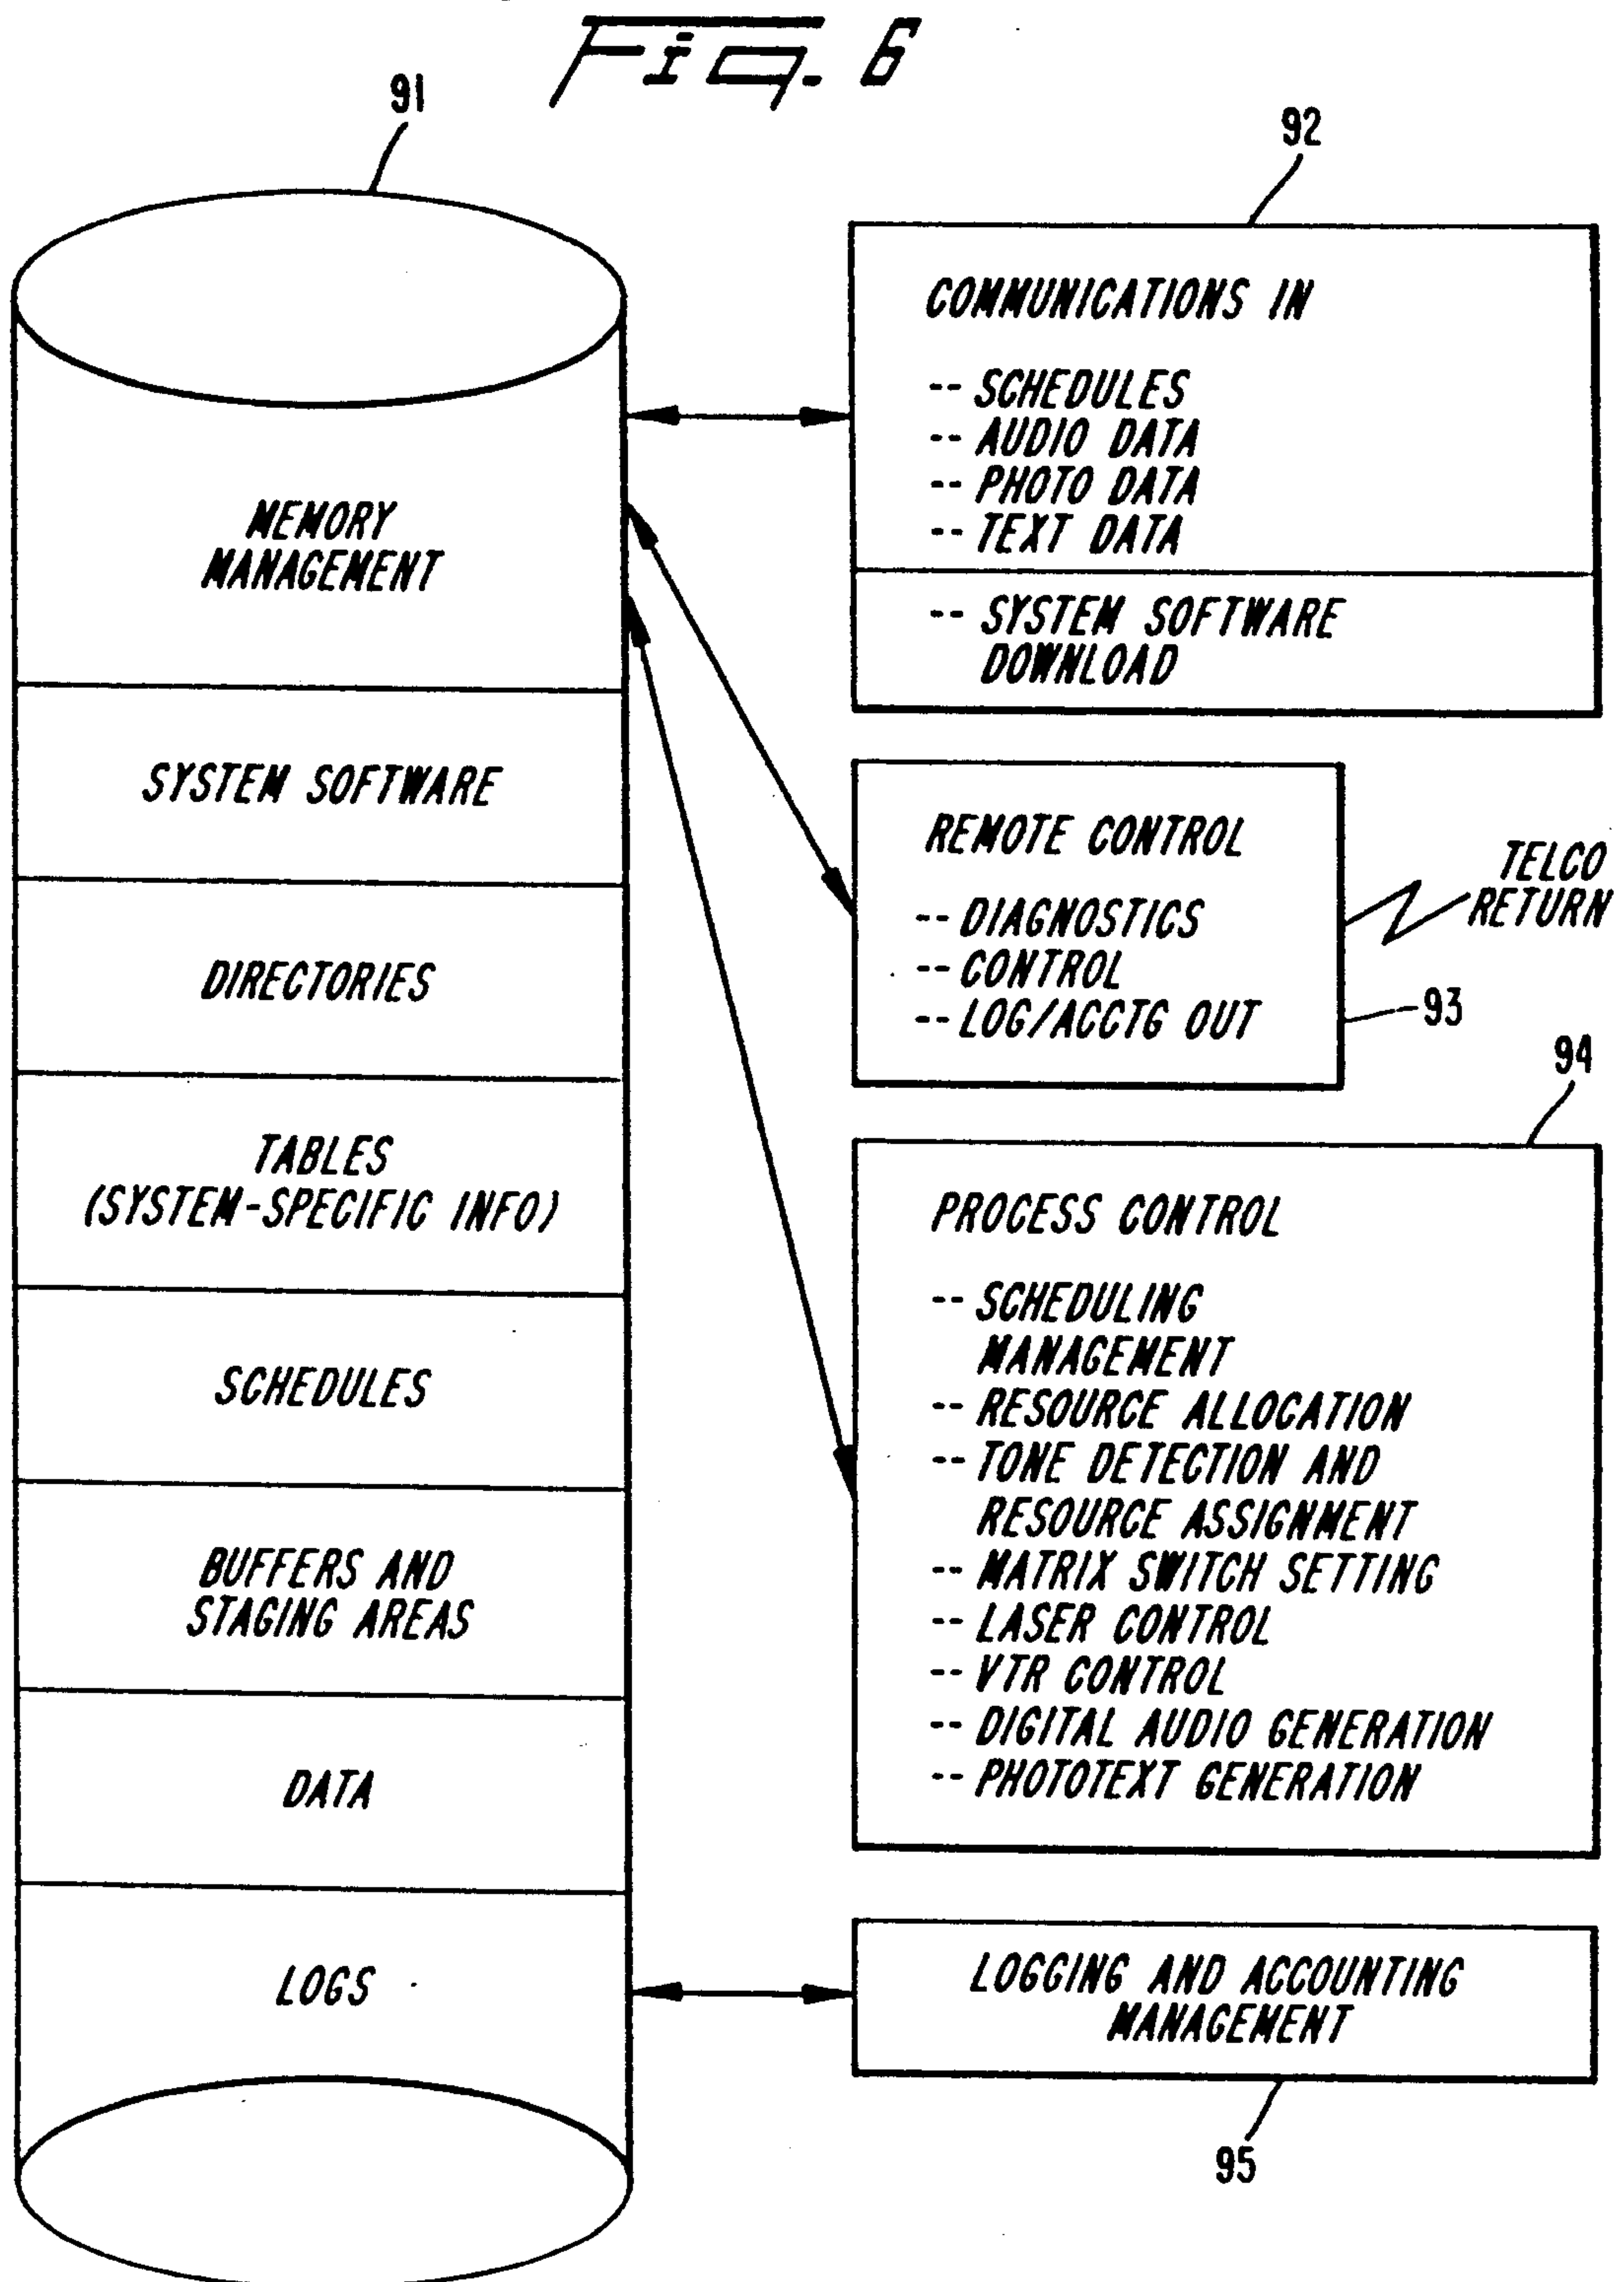 Fig. 6
91
MEMORY
MANAGEMENT
SYSTEM SOFTWARE
DIRECTORIES
TABLES
(SYSTEM-SPECIFIC INFO)
SCHEDULES
BUFFERS AND
STAGING AREAS
DATA
LOGS
92
COMMUNICATIONS IN
-- SCHEDULES
-- AUDIO DATA
-- PHOTO DATA
-- TEXT DATA
-- SYSTEM SOFTWARE
DOWNLOAD
REMOTE CONTROL
-- DIAGNOSTICS
-- CONTROL
-- LOG/ACCTG OUT
TELCO
RETURN
93
94
PROCESS CONTROL
-- SCHEDULING
MANAGEMENT
-- RESOURCE ALLOCATION
-- TONE DETECTION AND
RESOURCE ASSIGNMENT
-- MATRIX SWITCH SETTING
-- LASER CONTROL
-- VTR CONTROL
-- DIGITAL AUDIO GENERATION
-- PHOTOTEXT GENERATION
LOGGING AND ACCOUNTING
MANAGEMENT
95